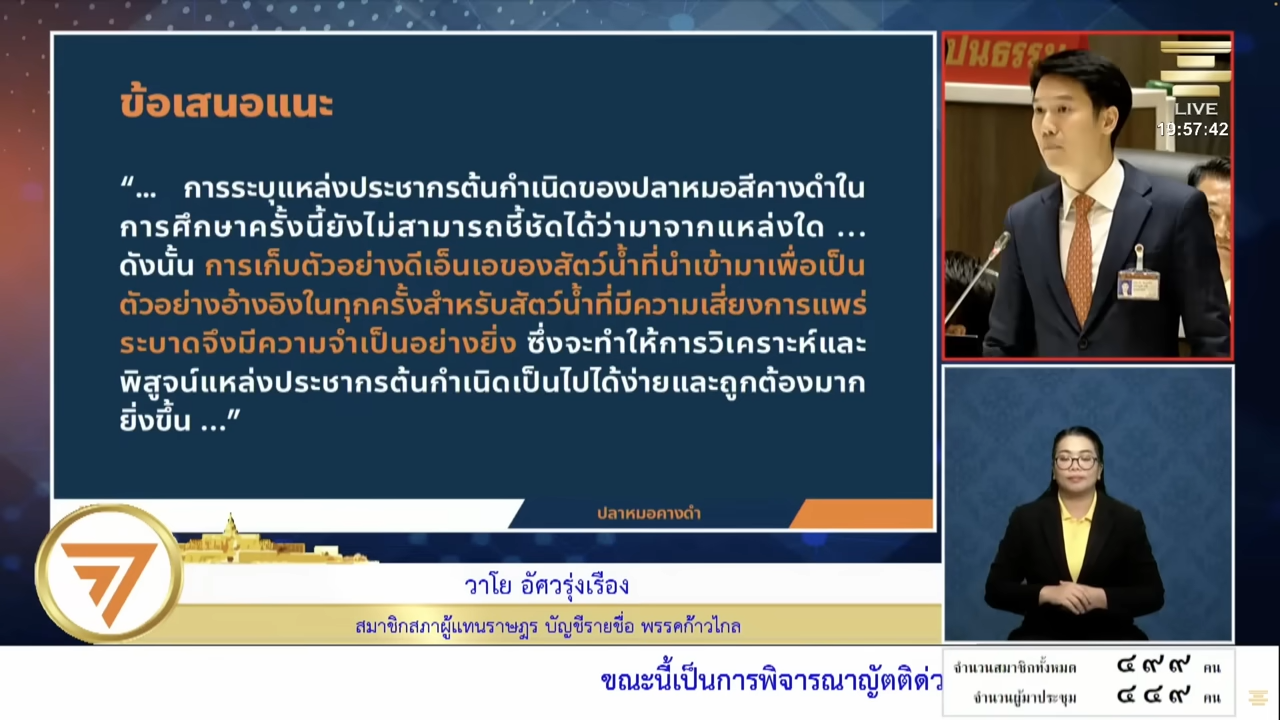 ข้อเสนอแนะ
“... การระบุแหล่งประชากรต้นกำเนิดของปลาหมอสีคางดำใน
การศึกษาครั้งนี้ยังไม่สามารถชี้ชัดได้ว่ามาจากแหล่งใด ...
ดังนั้น การเก็บตัวอย่างดีเอ็นเอของสัตว์น้ำที่นำเข้ามาเพื่อเป็น
ตัวอย่างอ้างอิงในทุกครั้งสำหรับสัตว์น้ำที่มีความเสี่ยงการแพร่
ระบาดจึงมีความจำเป็นอย่างยิ่ง ซึ่งจะทำให้การวิเคราะห์และ
พิสูจน์แหล่งประชากรต้นกำเนิดเป็นไปได้ง่ายและถูกต้องมาก
ยิ่งขึ้น ...”
ปลาหมอคางดำ
LIVE
19:57:42
วาโย อัศวรุ่งเรือง
สมาชิกสภาผู้แทนราษฎร บัญชีรายชื่อ พรรคก้าวไกล
ขณะนี้เป็นการพิจารณาญัตติด่ว
จำนวนสมาชิกทั้งหมด ๔๙๙ คน
จำนวนผู้มาประชุม ๔๔๙ คน